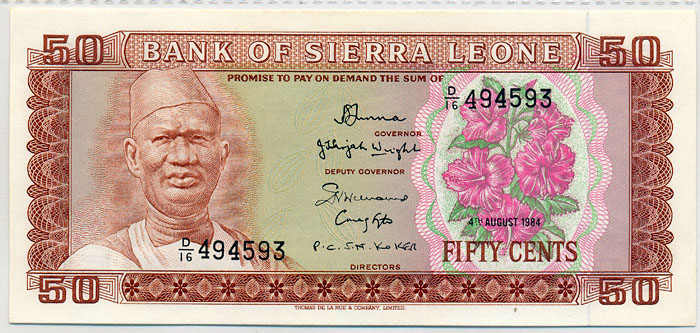 50 BANK OF SIERRA LEONE 50
PROMISE TO PAY ON DEMAND THE SUM OF
D/16 494593
GOVERNOR
DEPUTY GOVERNOR
P.C.S.N. KOKER
DIRECTORS
4TH AUGUST 1984
D/16 494593
FIFTY CENTS
50 50
THOMAS DE LA RUE & COMPANY, LIMITED.